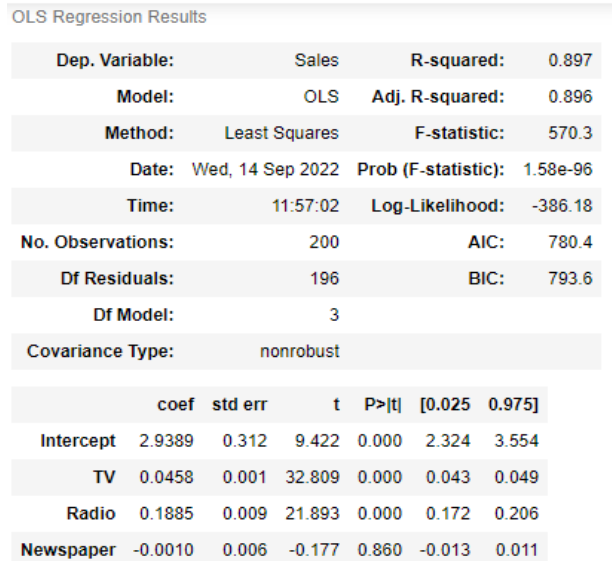 OLS Regression Results
Dep. Variable: Sales R-squared: 0.897
Model: OLS Adj. R-squared: 0.896
Method: Least Squares F-statistic: 570.3
Date: Wed, 14 Sep 2022 Prob (F-statistic): 1.58e-96
Time: 11:57:02 Log-Likelihood: -386.18
No. Observations: 200 AIC: 780.4
Df Residuals: 196 BIC: 793.6
Df Model: 3
Covariance Type: nonrobust
coef std err t P>|t| [0.025 0.975]
Intercept 2.9389 0.312 9.422 0.000 2.324 3.554
TV 0.0458 0.001 32.809 0.000 0.043 0.049
Radio 0.1885 0.009 21.893 0.000 0.172 0.206
Newspaper -0.0010 0.006 -0.177 0.860 -0.013 0.011